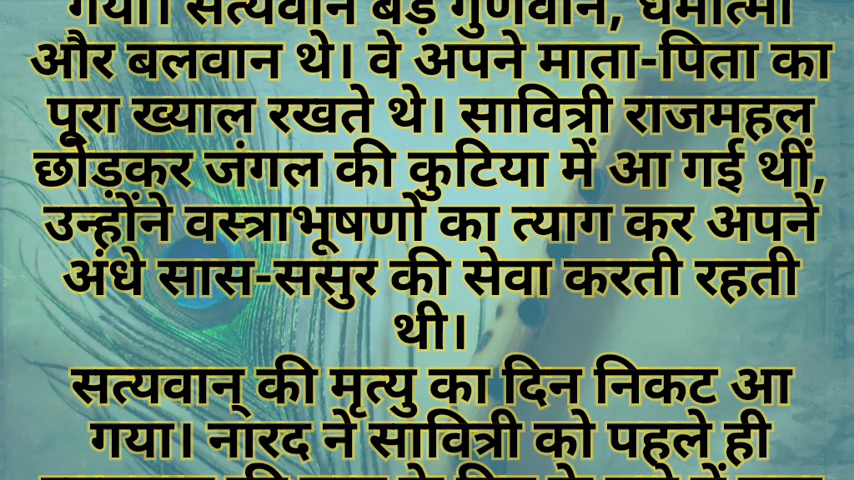 गया। सत्यवान बड़े गुणवान, धर्मात्मा
और बलवान थे। वे अपने माता-पिता का
पूरा ख्याल रखते थे। सावित्री राजमहल
छोड़कर जंगल की कुटिया में आ गई थीं,
उन्होंने वस्त्राभूषणों का त्याग कर अपने
अंधे सास-ससुर की सेवा करती रहती
थी।
सत्यवान् की मृत्यु का दिन निकट आ
गया। नारद ने सावित्री को पहले ही